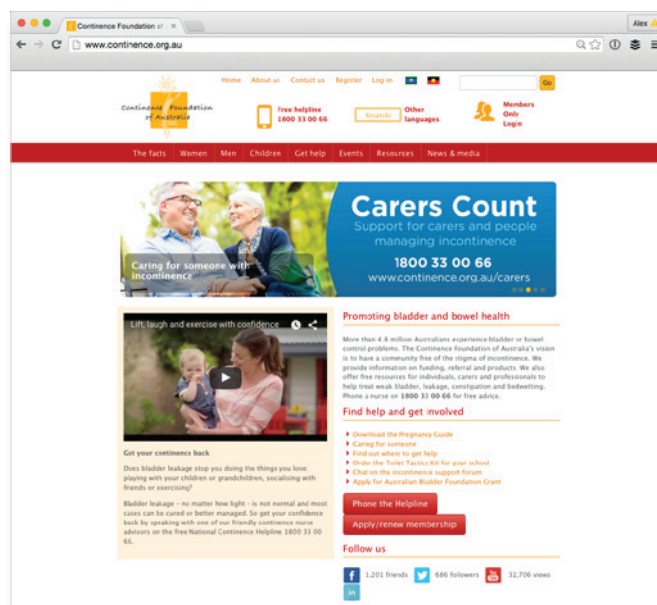 Continence Foundation of
Alex
www.continence.org.au
Home About us Contact us Register Log in
Go
Continence Foundation
of Australia
Free helpline
1800 33 00 66
hrvatski
Other
languages
Members
Only
Login
The facts Women Men Children Get help Events Resources News & media
Carers Count
Support for carers and people
managing incontinence
1800 33 00 66
www.continence.org.au/carers
Caring for someone with
incontinence
Lift, laugh and exercise with confidence
Get your continence back
Does bladder leakage stop you doing the things you love:
playing with your children or grandchildren, socialising with
friends or exercising?
Bladder leakage - no matter how light - is not normal and most
cases can be cured or better managed. So get your confidence
back by speaking with one of our friendly continence nurse
advisors on the free National Continence Helpline 1800 33 00
66.
Promoting bladder and bowel health
More than 4.8 million Australians experience bladder or bowel
control problems. The Continence Foundation of Australia's vision
is to have a community free of the stigma of incontinence. We
provide information on funding, referral and products. We also
offer free resources for individuals, carers and professionals to
help treat weak bladder, leakage, constipation and bedwetting.
Phone a nurse on 1800 33 00 66 for free advice.
Find help and get involved
Download the Pregnancy Guide
Caring for someone
Find out where to get help
Order the Toilet Tactics Kit for your school
Chat on the incontinence support forum
Apply for Australian Bladder Foundation Grant
Phone the Helpline
Apply/renew membership
Follow us
1,201 friends 686 followers You Tube 32,706 views
in